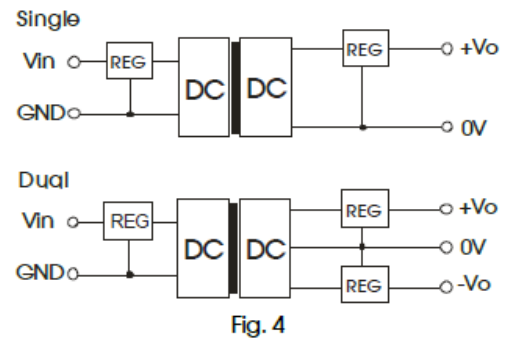 Single
Vin REG DC DC REG +Vo
GND 0V
Dual
Vin REG DC DC REG +Vo
0V
GND REG -Vo
Fig. 4